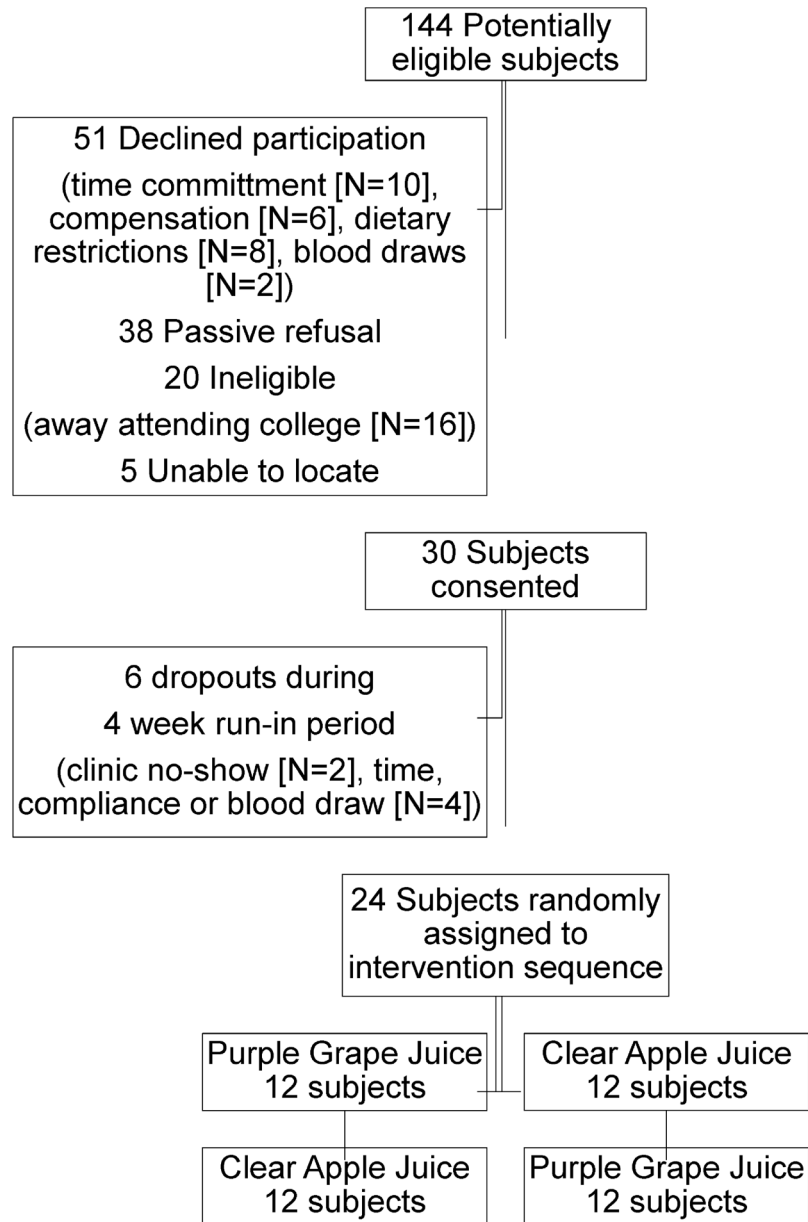 144 Potentially
eligible subjects
51 Declined participation
(time committment [N=10],
compensation [N=6], dietary
restrictions [N=8], blood draws
[N=2])
38 Passive refusal
20 Ineligible
(away attending college [N=16])
5 Unable to locate
30 Subjects
consented
6 dropouts during
4 week run-in period
(clinic no-show [N=2], time,
compliance or blood draw [N=4])
24 Subjects randomly
assigned to
intervention sequence
Purple Grape Juice
12 subjects
Clear Apple Juice
12 subjects
Clear Apple Juice
12 subjects
Purple Grape Juice
12 subjects